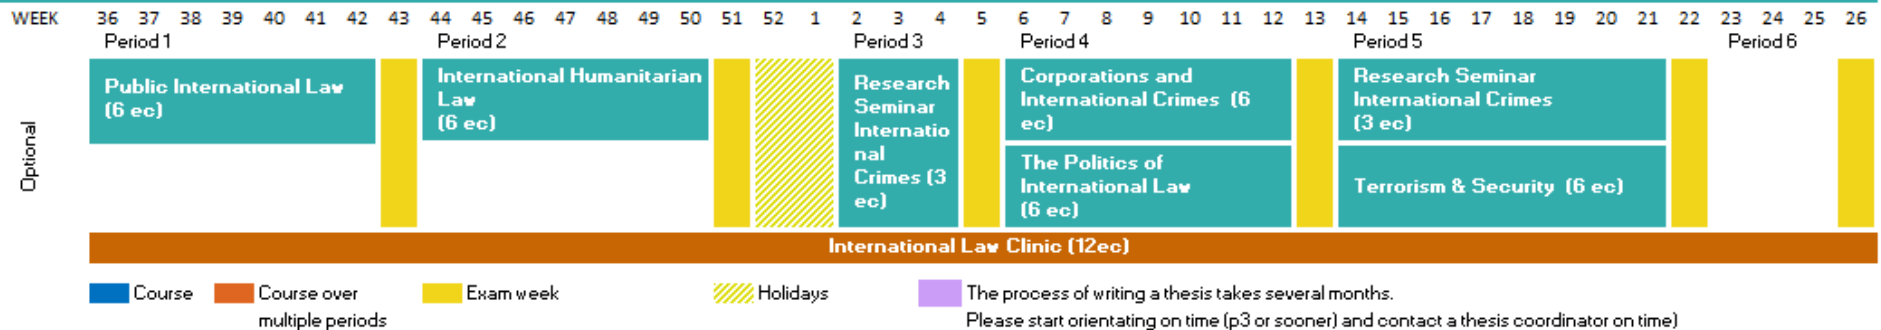 WEEK 36 37 38 39 40 41 42 43 44 45 46 47 48 49 50 51 52 1 2 3 4 5 6 7 8 9 10 11 12 13 14 15 16 17 18 19 20 21 22 23 24 25 26
Period 1 Period 2 Period 3 Period 4 Period 5 Period 6
Optional
Public International Law
(6 ec)
International Humanitarian
Law
(6 ec)
Research
Seminar
Internatio
nal
Crimes (3
ec)
Corporations and
International Crimes (6
ec)
The Politics of
International Law
(6 ec)
Research Seminar
International Crimes
(3 ec)
Terrorism & Security (6 ec)
International Law Clinic (12ec)
Course
Course over
multiple periods
Exam week
Holidays
The process of writing a thesis takes several months.
Please start orientating on time (p3 or sooner) and contact a thesis coordinator on time)